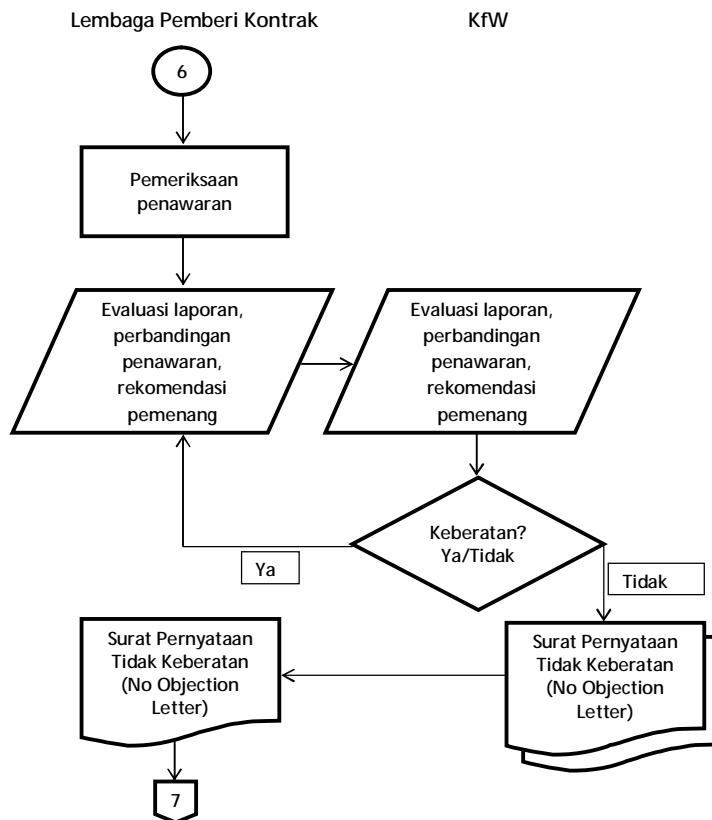 Lembaga Pemberi Kontrak
KfW
6
Pemeriksaan
penawaran
Evaluasi laporan,
perbandingan
penawaran,
rekomendasi
pemenang
Evaluasi laporan,
perbandingan
penawaran,
rekomendasi
pemenang
Keberatan?
Ya/Tidak
Ya
Tidak
Surat Pernyataan
Tidak Keberatan
(No Objection
Letter)
Surat Pernyataan
Tidak Keberatan
(No Objection
Letter)
7